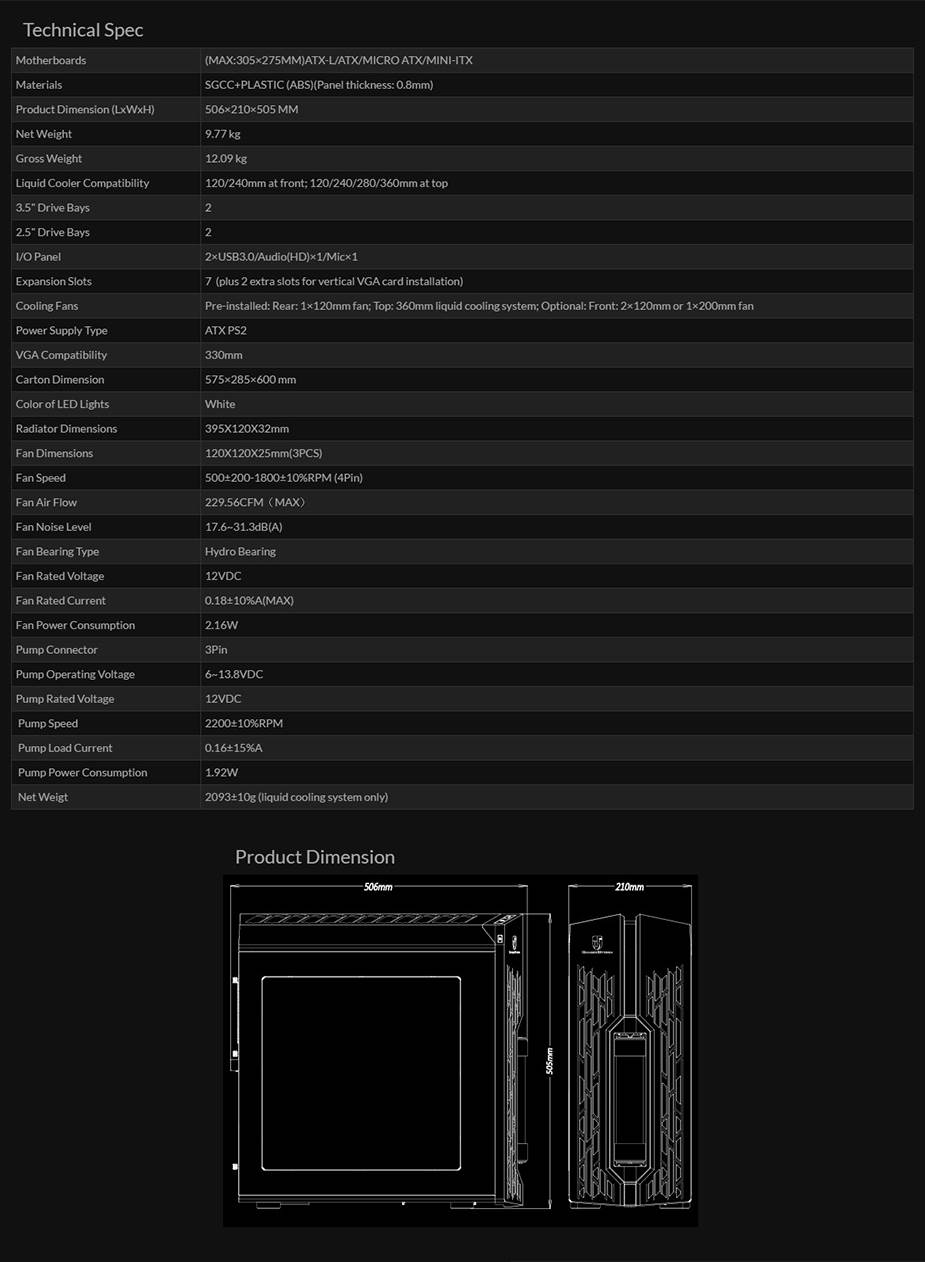 Technical Spec
Motherboards (MAX:305×275MM)ATX-L/ATX/MICRO ATX/MINI-ITX
Materials SGCC+PLASTIC (ABS)(Panel thickness: 0.8mm)
Product Dimension (LxWxH) 506×210×505 MM
Net Weight 9.77 kg
Gross Weight 12.09 kg
Liquid Cooler Compatibility 120/240mm at front; 120/240/280/360mm at top
3.5" Drive Bays 2
2.5" Drive Bays 2
I/O Panel 2×USB3.0/Audio(HD)×1/Mic×1
Expansion Slots 7 (plus 2 extra slots for vertical VGA card installation)
Cooling Fans Pre-installed: Rear: 1×120mm fan; Top: 360mm liquid cooling system; Optional: Front: 2×120mm or 1×200mm fan
Power Supply Type ATX PS2
VGA Compatibility 330mm
Carton Dimension 575×285×600 mm
Color of LED Lights White
Radiator Dimensions 395X120X32mm
Fan Dimensions 120X120X25mm(3PCS)
Fan Speed 500±200-1800±10%RPM (4Pin)
Fan Air Flow 229.56CFM（MAX）
Fan Noise Level 17.6~31.3dB(A)
Fan Bearing Type Hydro Bearing
Fan Rated Voltage 12VDC
Fan Rated Current 0.18±10%A(MAX)
Fan Power Consumption 2.16W
Pump Connector 3Pin
Pump Operating Voltage 6~13.8VDC
Pump Rated Voltage 12VDC
Pump Speed 2200±10%RPM
Pump Load Current 0.16±15%A
Pump Power Consumption 1.92W
Net Weigt 2093±10g (liquid cooling system only)
Product Dimension
506mm 210mm
505mm